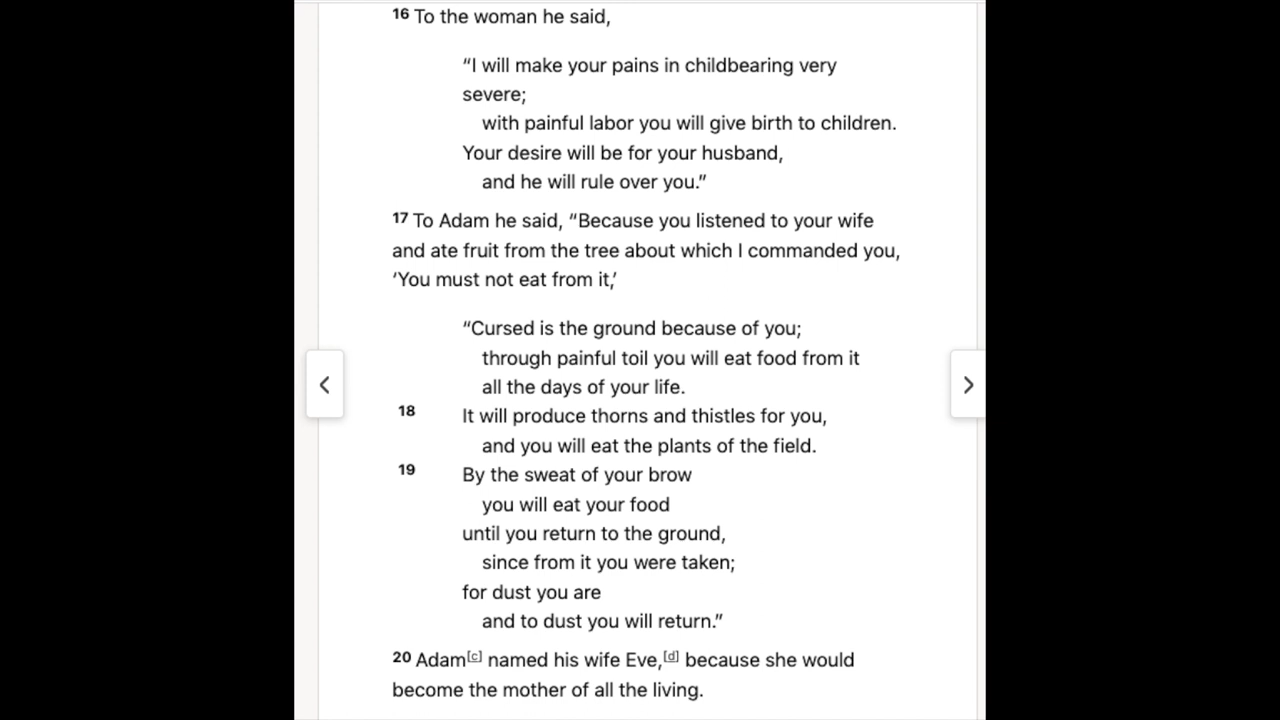 16 To the woman he said,
“I will make your pains in childbearing very
severe;
with painful labor you will give birth to children.
Your desire will be for your husband,
and he will rule over you.”
17 To Adam he said, “Because you listened to your wife
and ate fruit from the tree about which I commanded you,
‘You must not eat from it,’
“Cursed is the ground because of you;
through painful toil you will eat food from it
all the days of your life.
18 It will produce thorns and thistles for you,
and you will eat the plants of the field.
19 By the sweat of your brow
you will eat your food
until you return to the ground,
since from it you were taken;
for dust you are
and to dust you will return.”
20 Adam[c] named his wife Eve,[d] because she would
become the mother of all the living.